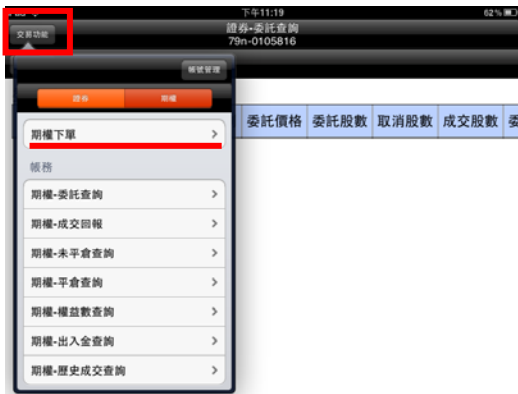 下午11:19
62%
交易功能
證券-委託查詢
79n-0105816
帳號管理
證券 期權
委託價格 委託股數 取消股數 成交股數
期權下單
帳務
期權-委託查詢
期權-成交回報
期權-未平倉查詢
期權-平倉查詢
期權-權益數查詢
期權-出入金查詢
期權-歷史成交查詢